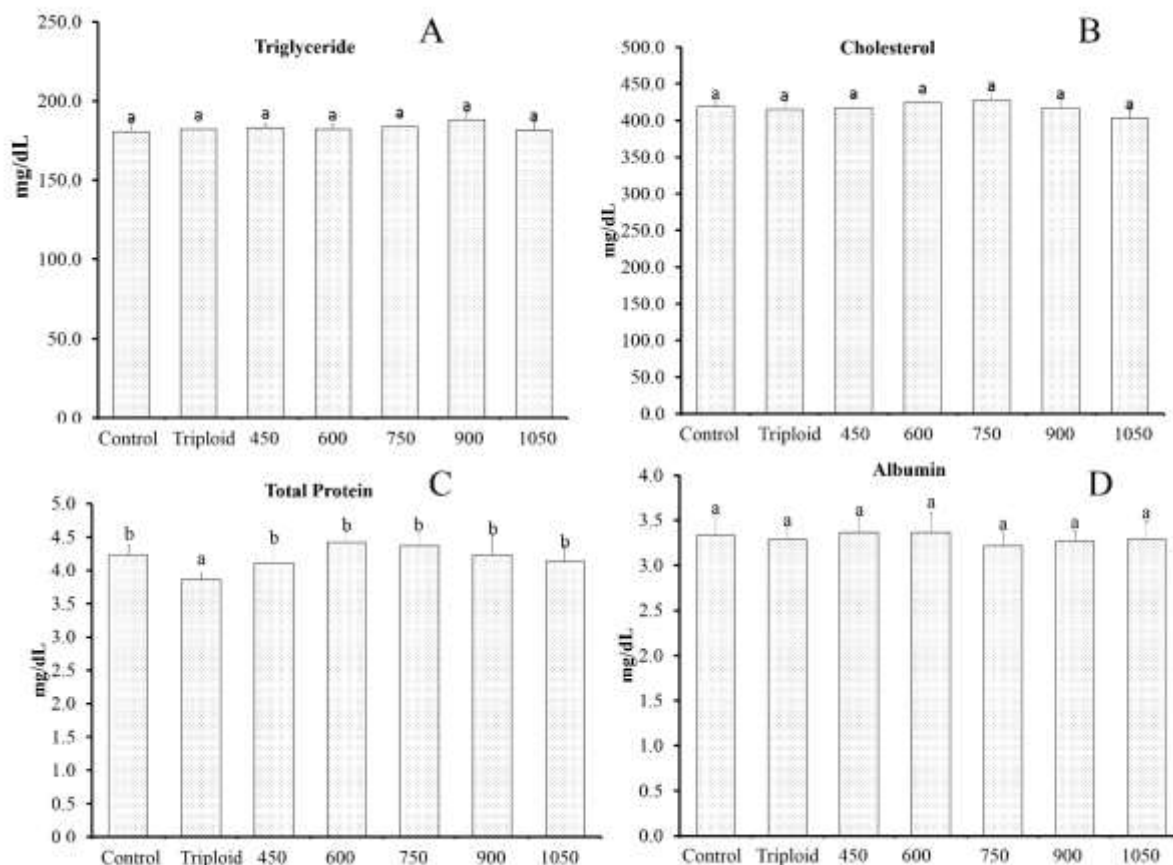 A
Triglyceride
mg/dL
250.0
200.0
150.0
100.0
50.0
0.0
a a a a a a a
Control Triploid 450 600 750 900 1050
B
Cholesterol
mg/dL
500.0
450.0
400.0
350.0
300.0
250.0
200.0
150.0
100.0
50.0
0.0
a a a a a a a
Control Triploid 450 600 750 900 1050
C
Total Protein
mg/dL
5.0
4.5
4.0
3.5
3.0
2.5
2.0
1.5
1.0
0.5
0.0
b a b b b b b
Control Triploid 450 600 750 900 1050
D
Albumin
mg/dL
4.0
3.5
3.0
2.5
2.0
1.5
1.0
0.5
0.0
a a a a a a a
Control Triploid 450 600 750 900 1050